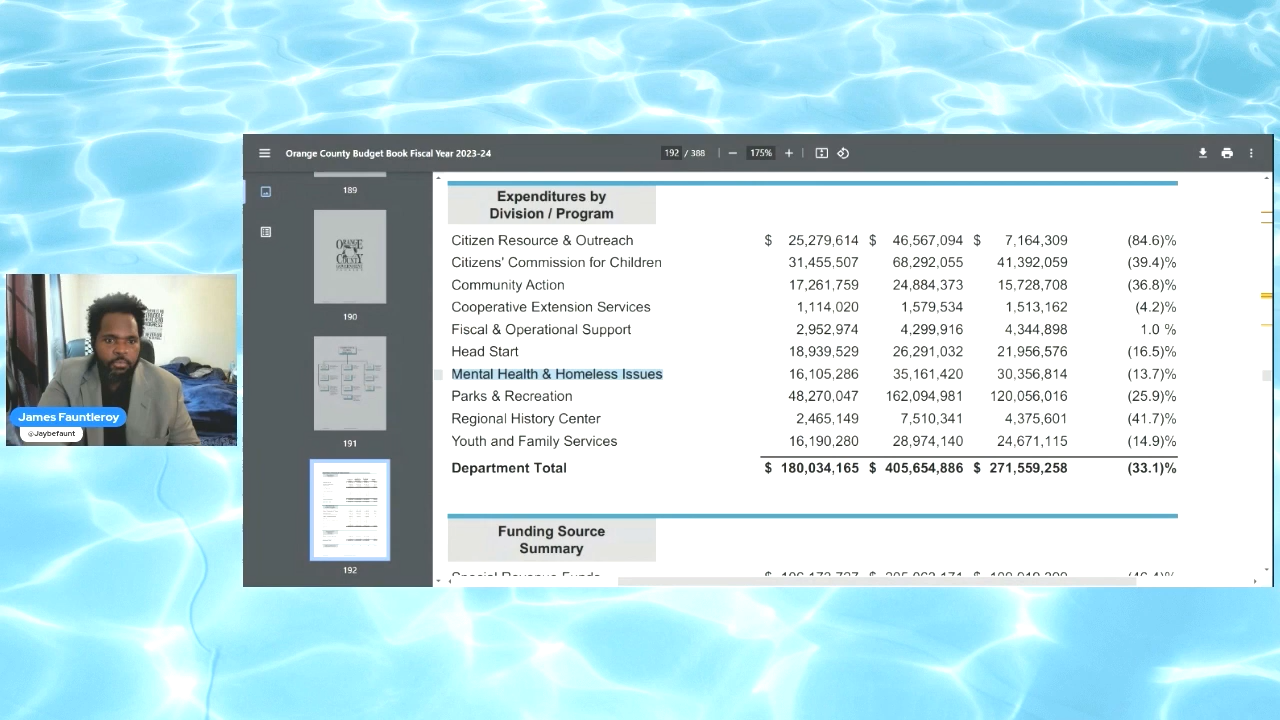 Orange County Budget Book Fiscal Year 2023-24
192 / 388
175%
189
190
191
192
Expenditures by
Division / Program
Citizen Resource & Outreach $ 25,279,614 $ 46,567,094 $ 7,164,309 (84.6)%
Citizens' Commission for Children 31,455,507 68,292,055 41,392,059 (39.4)%
Community Action 17,261,759 24,884,373 15,728,708 (36.8)%
Cooperative Extension Services 1,114,020 1,579,534 1,513,162 (4.2)%
Fiscal & Operational Support 2,952,974 4,299,916 4,344,898 1.0 %
Head Start 18,939,529 26,291,032 21,956,576 (16.5)%
Mental Health & Homeless Issues 16,105,286 35,161,420 30,356,814 (13.7)%
Parks & Recreation 48,270,047 162,094,981 120,056,016 (25.9)%
Regional History Center 2,465,149 7,510,341 4,375,601 (41.7)%
Youth and Family Services 16,190,280 28,974,140 24,671,115 (14.9)%
Department Total $ $ 405,654,886 $ (33.1)%
Funding Source
Summary
James Fauntleroy
@Jaybefaunt